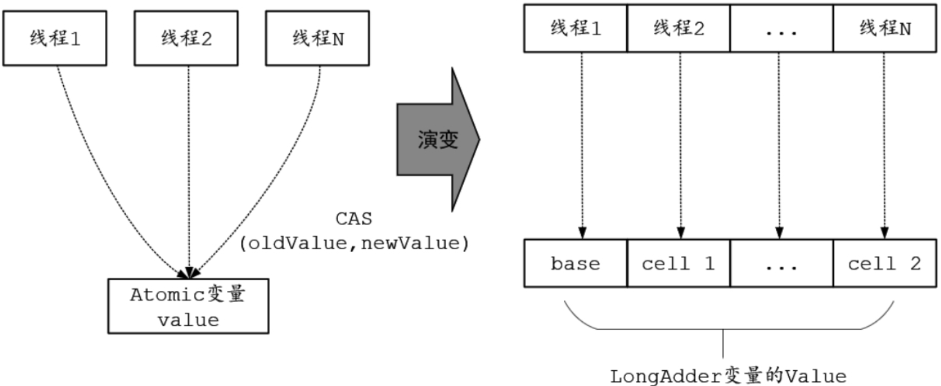 线程1 线程2 线程N
线程1 线程2 ... 线程N
演变
CAS
(oldValue,newValue)
base cell 1 ... cell 2
Atomic变量
value
LongAdder变量的Value